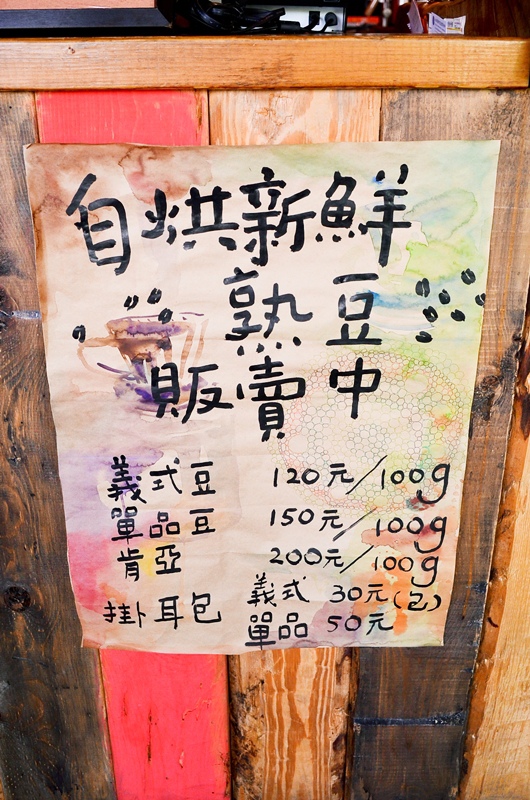 自烘新鮮
熟豆
販賣中
義式豆 120元/100g
單品豆 150元/100g
肯亞 200元/100g
掛耳包 義式 30元(包)
單品 50元